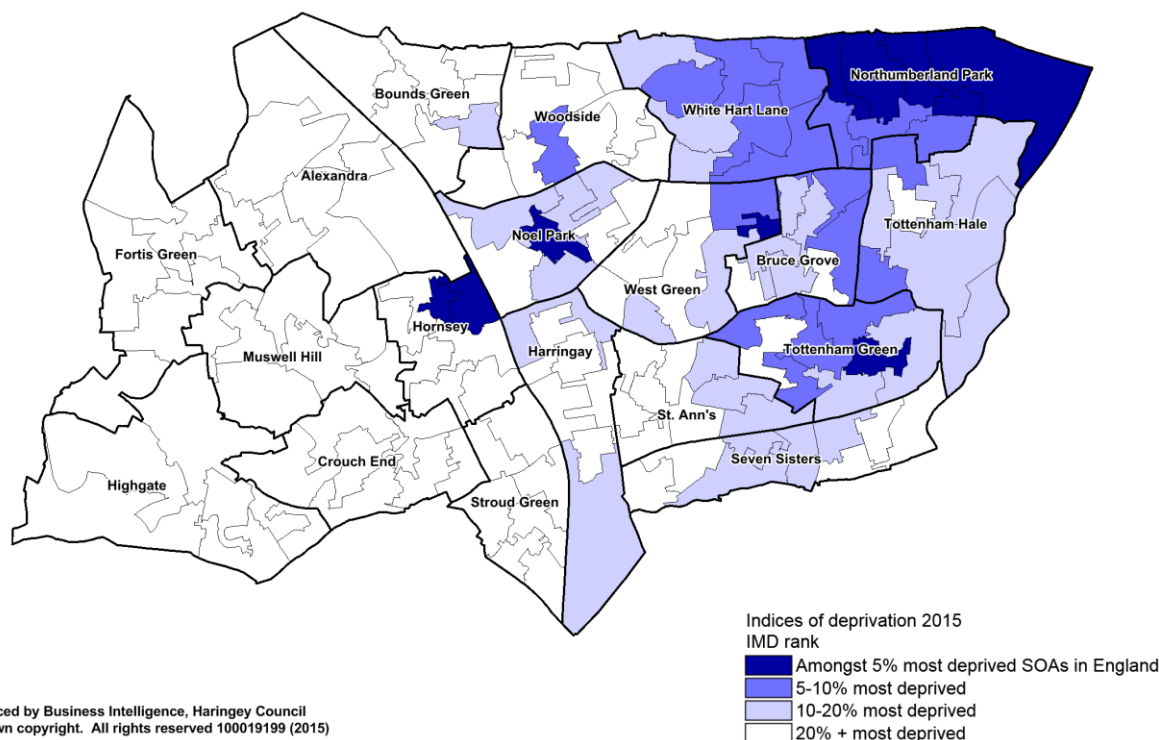 Northumberland Park
Bounds Green
White Hart Lane
Woodside
Alexandra
Tottenham Hale
Noel Park
Fortis Green
Bruce Grove
West Green
Hornsey
Harringay
Tottenham Green
Muswell Hill
St. Ann's
Crouch End
Seven Sisters
Highgate
Stroud Green
Indices of deprivation 2015
IMD rank
Amongst 5% most deprived SOAs in England
5-10% most deprived
10-20% most deprived
20% + most deprived
ced by Business Intelligence, Haringey Council
wn copyright. All rights reserved 100019199 (2015)